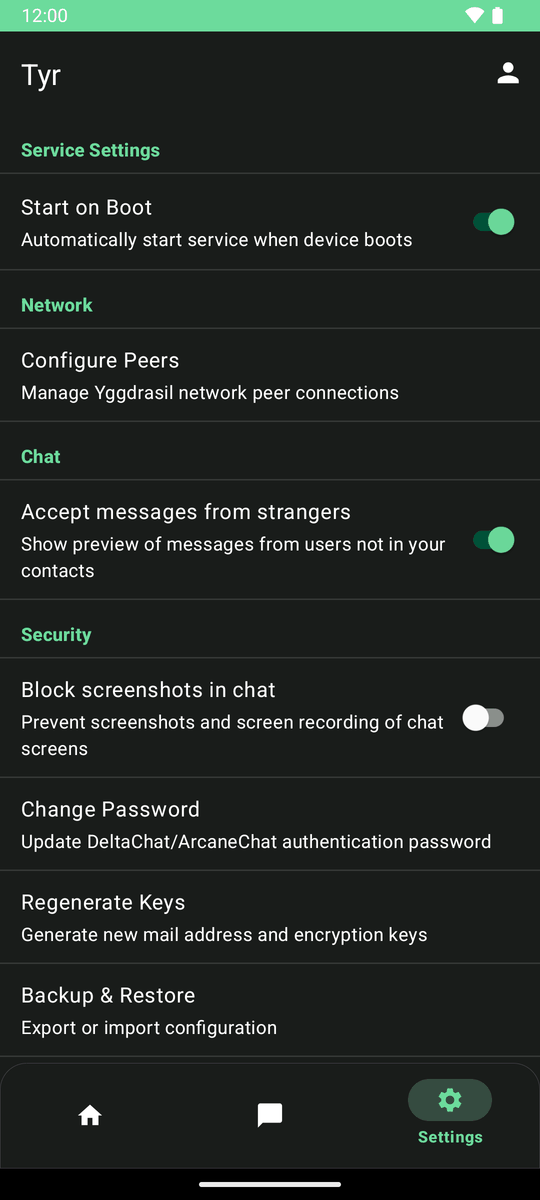 12:00
Tyr
Service Settings
Start on Boot
Automatically start service when device boots
Network
Configure Peers
Manage Yggdrasil network peer connections
Chat
Accept messages from strangers
Show preview of messages from users not in your
contacts
Security
Block screenshots in chat
Prevent screenshots and screen recording of chat
screens
Change Password
Update DeltaChat/ArcaneChat authentication password
Regenerate Keys
Generate new mail address and encryption keys
Backup & Restore
Export or import configuration
Settings